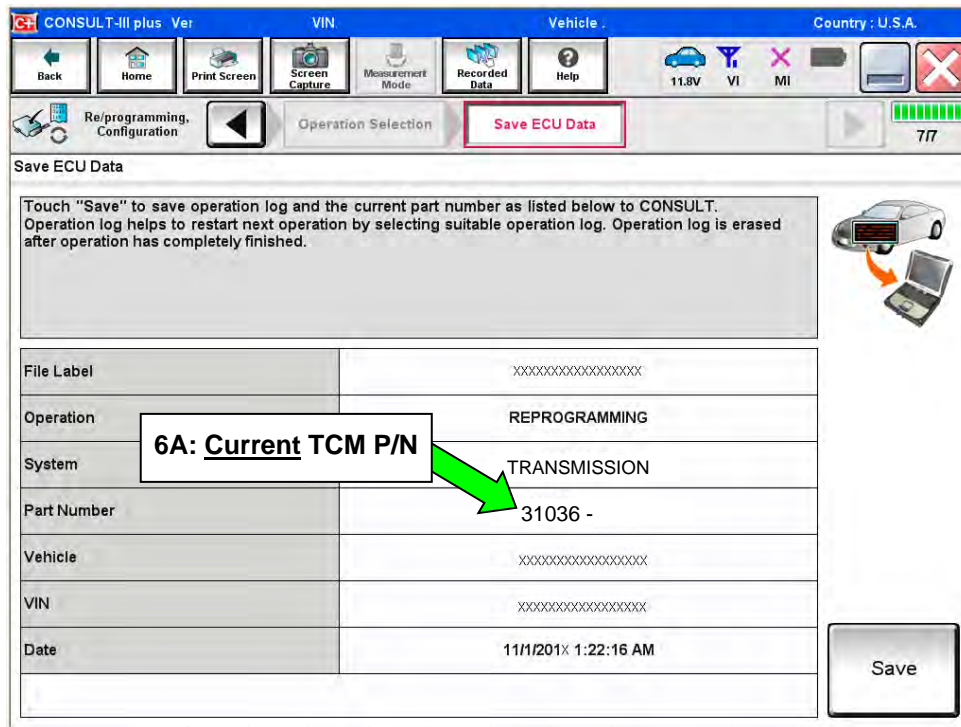 C+ CONSULT-III plus Ver VIN Vehicle : Country : U.S.A.
Back Home Print Screen Screen Capture Measurement Mode Recorded Data Help 11.8V VI MI
Re/programming, Configuration Operation Selection Save ECU Data 7/7
Save ECU Data
Touch "Save" to save operation log and the current part number as listed below to CONSULT.
Operation log helps to restart next operation by selecting suitable operation log. Operation log is erased
after operation has completely finished.
File Label XXXXXXXXXXXXXXXXX
Operation REPROGRAMMING
6A: Current TCM P/N
System TRANSMISSION
Part Number 31036 -
Vehicle XXXXXXXXXXXXXXXXX
VIN XXXXXXXXXXXXXXXXX
Date 11/1/201X 1:22:16 AM
Save